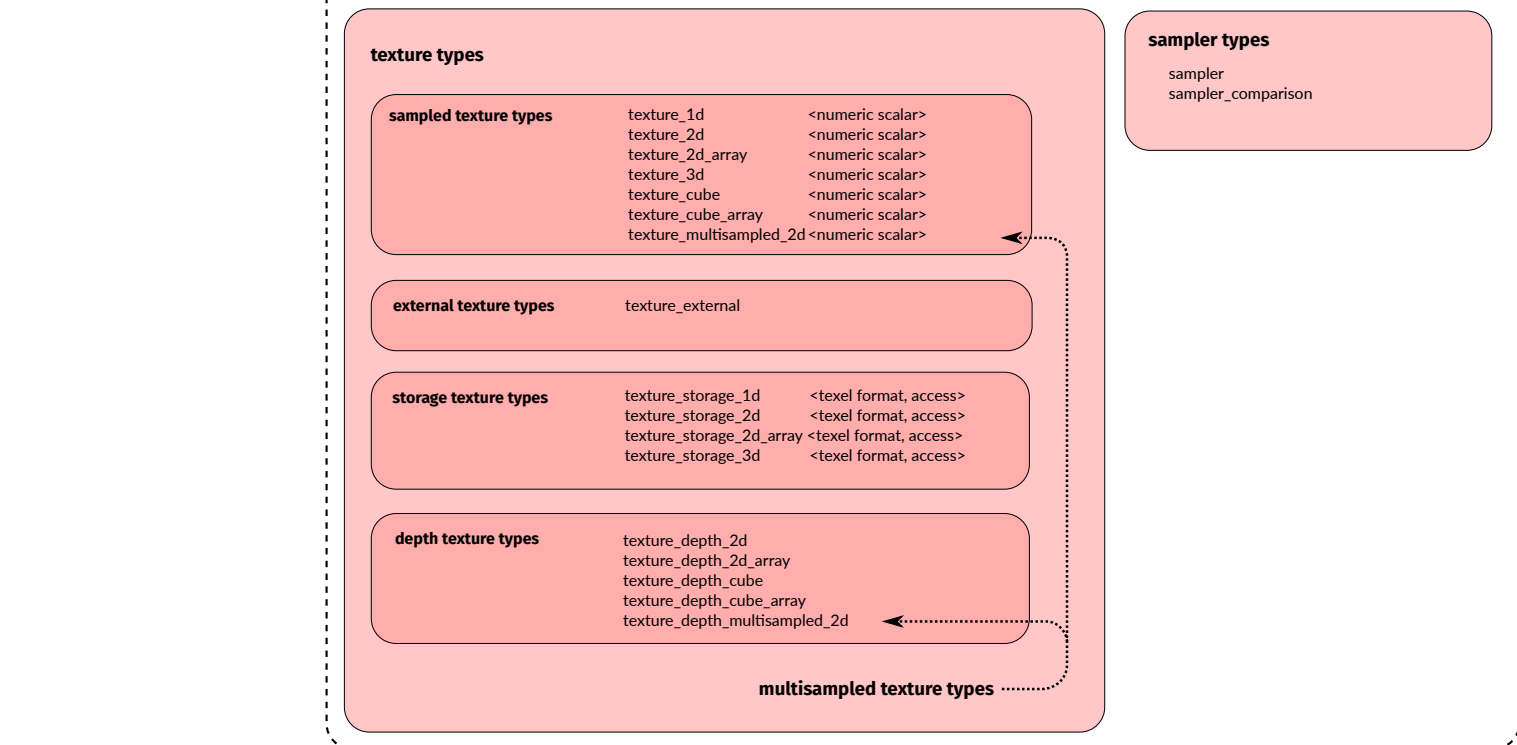 texture types
sampled texture types
texture_1d <numeric scalar>
texture_2d <numeric scalar>
texture_2d_array <numeric scalar>
texture_3d <numeric scalar>
texture_cube <numeric scalar>
texture_cube_array <numeric scalar>
texture_multisampled_2d <numeric scalar>
external texture types
texture_external
storage texture types
texture_storage_1d <texel format, access>
texture_storage_2d <texel format, access>
texture_storage_2d_array <texel format, access>
texture_storage_3d <texel format, access>
depth texture types
texture_depth_2d
texture_depth_2d_array
texture_depth_cube
texture_depth_cube_array
texture_depth_multisampled_2d
multisampled texture types
sampler types
sampler
sampler_comparison